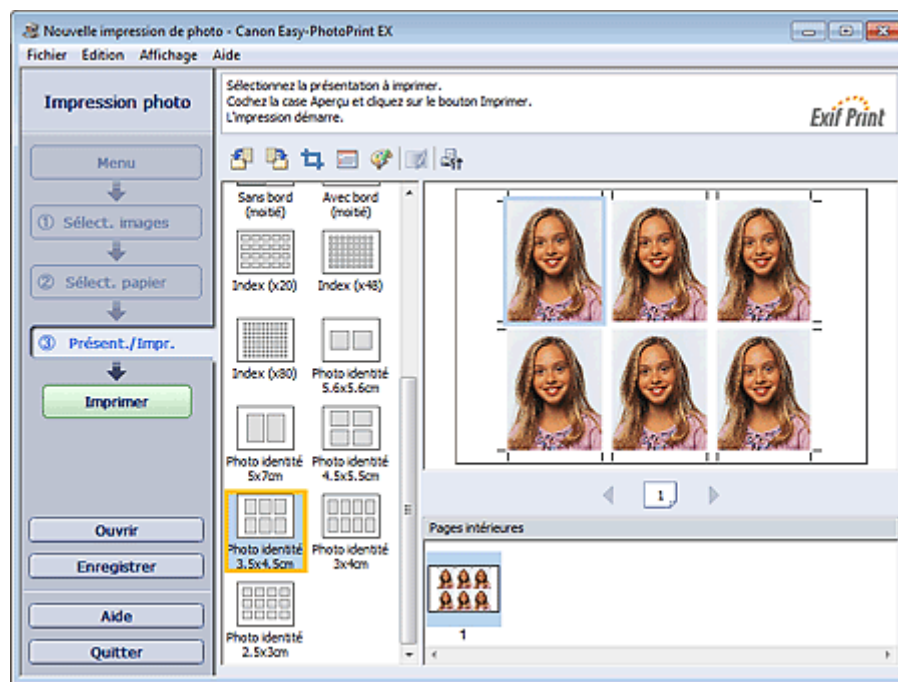 Nouvelle impression de photo - Canon Easy-PhotoPrint EX
Fichier Edition Affichage Aide
Impression photo
Menu
① Sélect. images
② Sélect. papier
③ Présent./Impr.
Imprimer
Ouvrir
Enregistrer
Aide
Quitter
Sélectionnez la présentation à imprimer.
Cochez la case Aperçu et cliquez sur le bouton Imprimer.
L'impression démarre.
Exif Print
Sans bord
(moitié)
Avec bord
(moitié)
Index (x20)
Index (x48)
Index (x80)
Photo identité
5.6x5.6cm
Photo identité
5x7cm
Photo identité
4.5x5.5cm
Photo identité
3.5x4.5cm
Photo identité
3x4cm
Photo identité
2.5x3cm
1
Pages intérieures
1